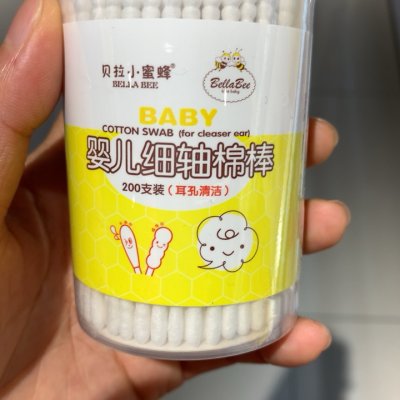 贝拉小蜜蜂®
BELLA BEE
BellaBee
BABY
COTTON SWAB (for cleaser ear)
婴儿细轴棉棒
200支装（耳孔清洁）